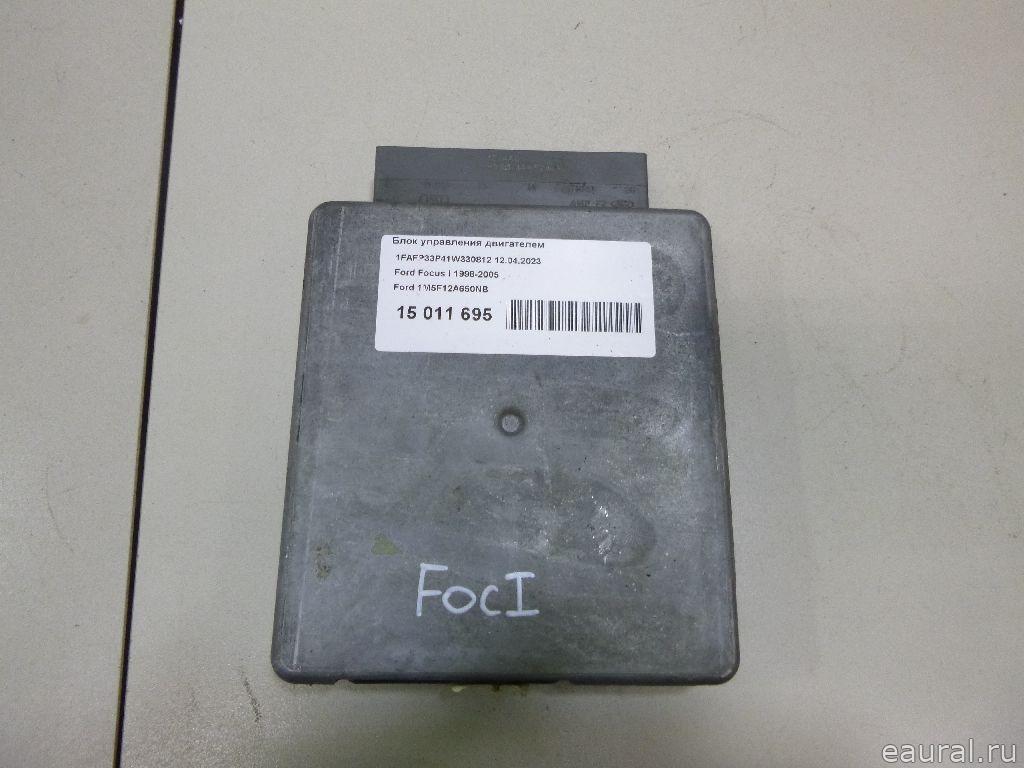 Блок управления двигателем
1FAFP33P41W330812 12.04.2023
Ford Focus I 1998-2005
Ford 1M5F12A650NB
15 011 695
FocI
eaural.ru